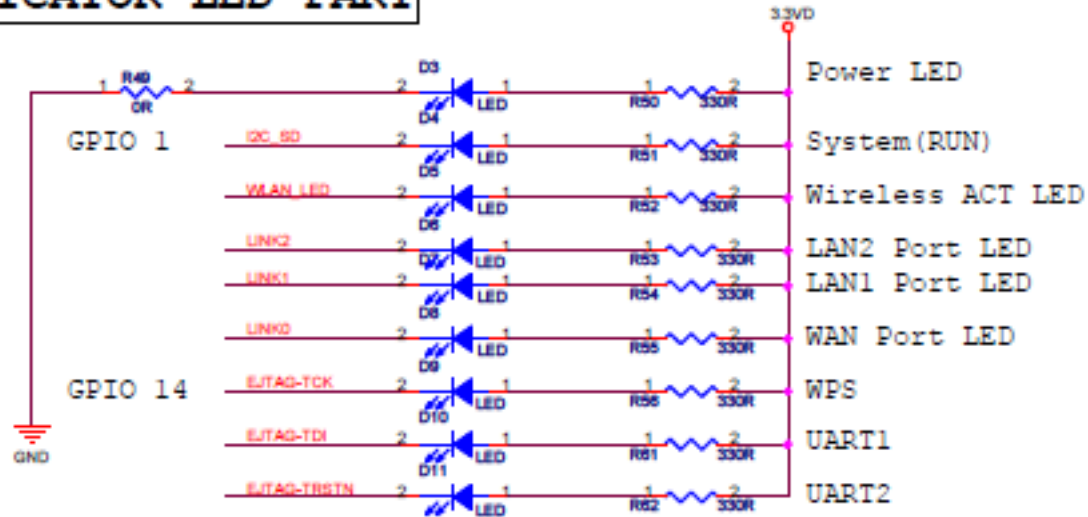 ICATOR LED PART
3.3VD
D3
Power LED
1 R49 2
0R
2 1
LED
1 2
R50 330R
D4
GPIO 1
I2C_SD
2 1
LED
1 2
R51 330R
System(RUN)
D5
WLAN_LED
2 1
LED
1 2
R52 330R
Wireless ACT LED
D6
LINK2
2 1
LED
1 2
R53 330R
LAN2 Port LED
D7
LINK1
2 1
LED
1 2
R54 330R
LAN1 Port LED
D8
LINK0
2 1
LED
1 2
R55 330R
WAN Port LED
D9
GPIO 14
EJTAG-TCK
2 1
LED
1 2
R56 330R
WPS
D10
EJTAG-TDI
2 1
LED
1 2
R61 330R
UART1
GND
D11
EJTAG-TRSTN
2 1
LED
1 2
R62 330R
UART2